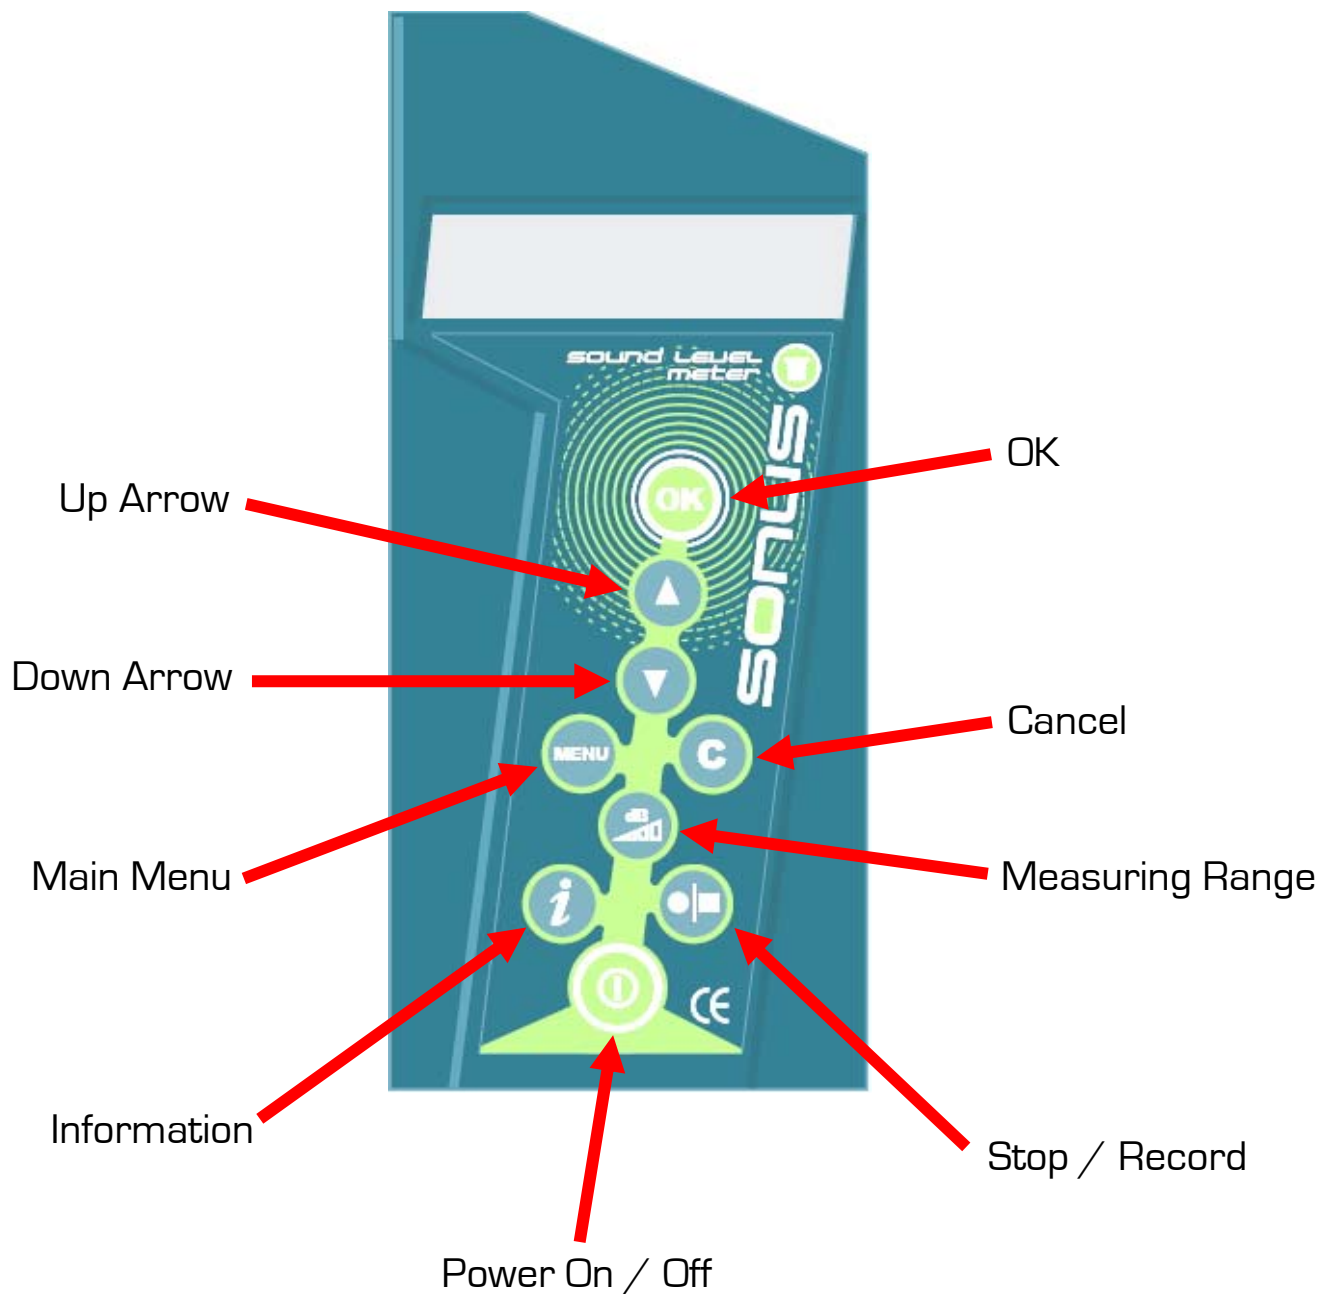 sound level
meter
sonus
OK
OK
Up Arrow
Down Arrow
Cancel
MENU
C
dB
Main Menu
Measuring Range
i
CE
Information
Stop / Record
Power On / Off